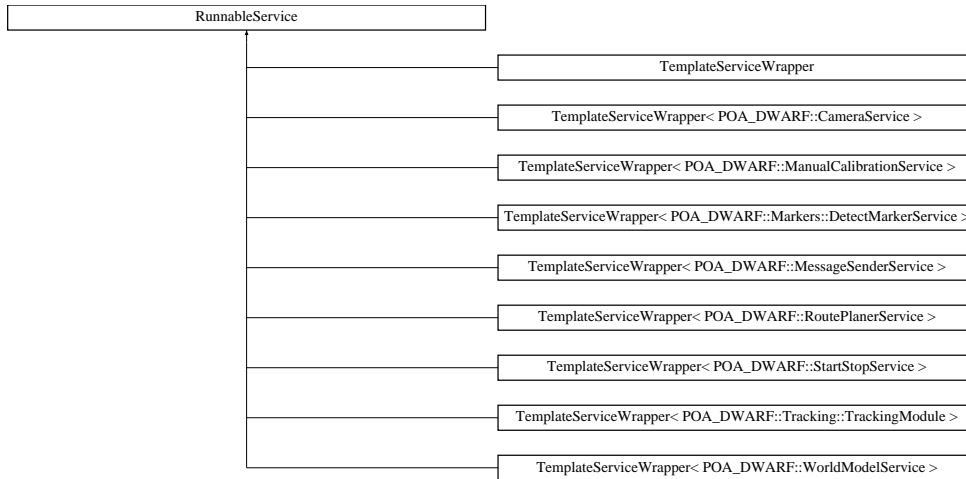 RunnableService
TemplateServiceWrapper
TemplateServiceWrapper< POA_DWARF::CameraService >
TemplateServiceWrapper< POA_DWARF::ManualCalibrationService >
TemplateServiceWrapper< POA_DWARF::Markers::DetectMarkerService >
TemplateServiceWrapper< POA_DWARF::MessageSenderService >
TemplateServiceWrapper< POA_DWARF::RoutePlanerService >
TemplateServiceWrapper< POA_DWARF::StartStopService >
TemplateServiceWrapper< POA_DWARF::Tracking::TrackingModule >
TemplateServiceWrapper< POA_DWARF::WorldModelService >